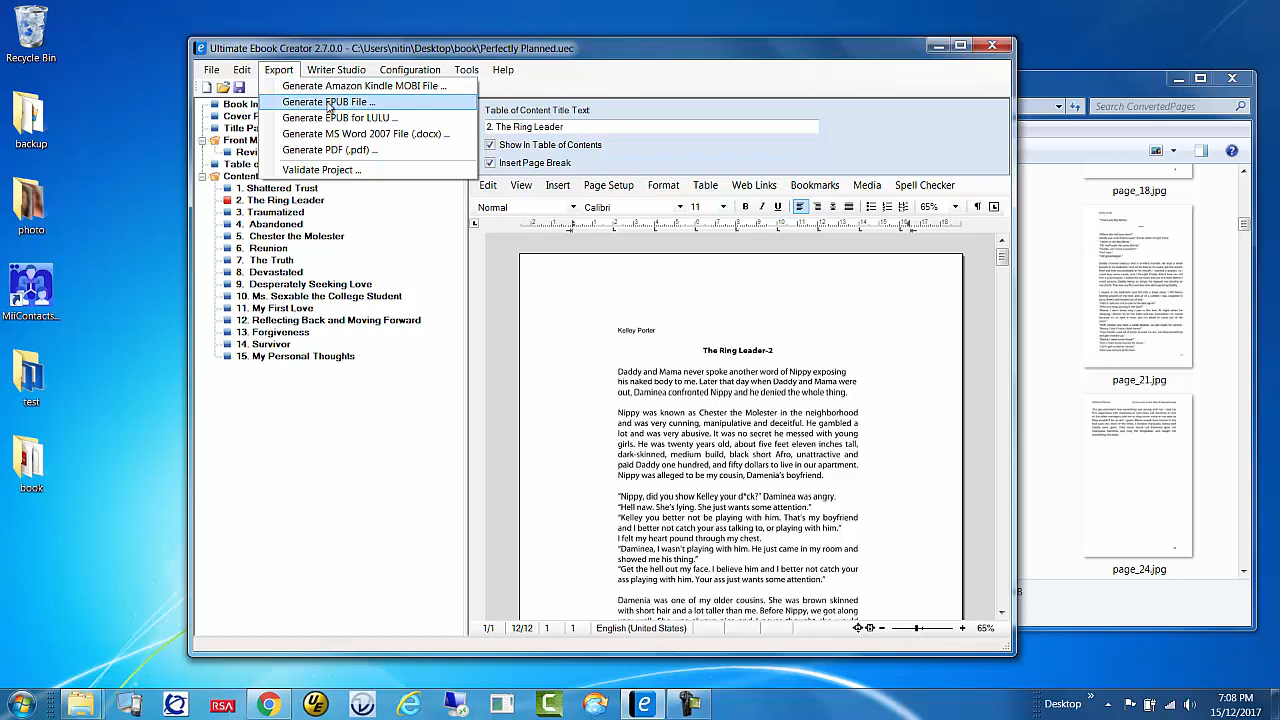 Recycle Bin
backup
photo
MiiContacts...
test
book
Ultimate Ebook Creator 2.7.0.0 - C:\Users\nitin\Desktop\book\Perfectly Planned.uec
File Edit Export Writer Studio Configuration Tools Help
Generate Amazon Kindle MOBI File ...
Generate EPUB File ...
Generate EPUB for LULU ...
Generate MS Word 2007 File (.docx) ...
Generate PDF (.pdf) ...
Validate Project ...
Book In
Cover P
Title Pa
Front M
Revi
Table o
Conten
1. Shattered Trust
2. The Ring Leader
3. Traumatized
4. Abandoned
5. Chester the Molester
6. Reunion
7. The Truth
8. Devastated
9. Desperately Seeking Love
10. Ms. Sexable the College Student
11. My First Love
12. Reflecting Back and Moving Fo
13. Forgiveness
14. Survivor
15. My Personal Thoughts
Table of Content Title Text:
2. The Ring Leader
Show In Table of Contents
Insert Page Break
Edit View Insert Page Setup Format Table Web Links Bookmarks Media Spell Checker
Normal Calibri 11 B I U 65%
Kelley Porter
The Ring Leader-2
Daddy and Mama never spoke another word of Nippy exposing
his naked body to me. Later that day when Daddy and Mama were
out, Daminea confronted Nippy and he denied the whole thing.
Nippy was known as Chester the Molester in the neighborhood
and was very cunning, manipulative and deceitful. He gambled a
lot and was very abusive. It was no secret he messed with young
girls. He was twenty years old, about five feet eleven inches tall,
dark-skinned, medium build, black short Afro, unattractive and
paid Daddy one hundred, and fifty dollars to live in our apartment.
Nippy was alleged to be my cousin, Damenia's boyfriend.
“Nippy, did you show Kelley your d*ck?” Daminea was angry.
“Hell naw. She's lying. She just wants some attention.”
“Kelley you better not be playing with him. That's my boyfriend
and I better not catch your ass talking to, or playing with him.”
I felt my heart pound through my chest.
“Daminea, I wasn't playing with him. He just came in my room and
showed me his thing.”
“Get the hell out my face. I believe him and I better not catch your
ass playing with him. Your ass just wants some attention.”
Damenia was one of my older cousins. She was brown skinned
with short hair and a lot taller than me. Before Nippy, we got along
1/1 12/12 1 1 English (United States) 65%
Search ConvertedPages
page_18.jpg
page_21.jpg
page_24.jpg
RSA
Desktop
7:08 PM
15/12/2017